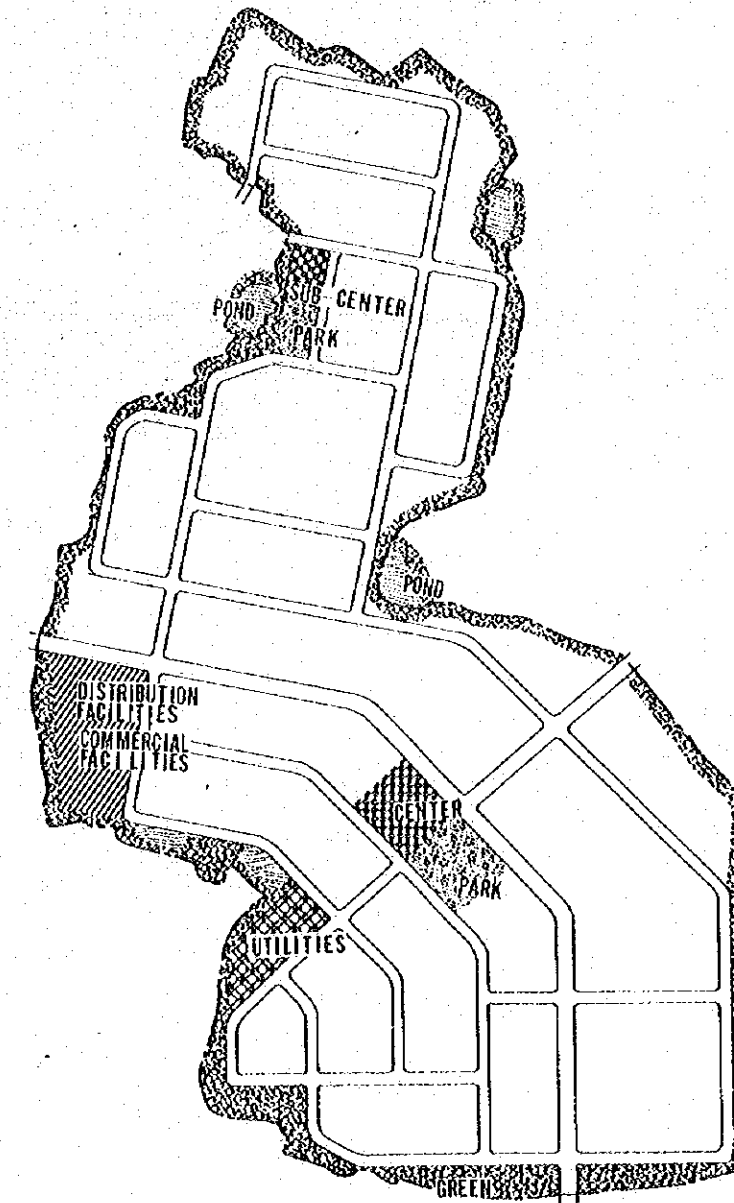 SUB CENTER
POND
PARK
POND
DISTRIBUTION
FACILITIES
COMMERCIAL
FACILITIES
CENTER
PARK
UTILITIES
GREEN